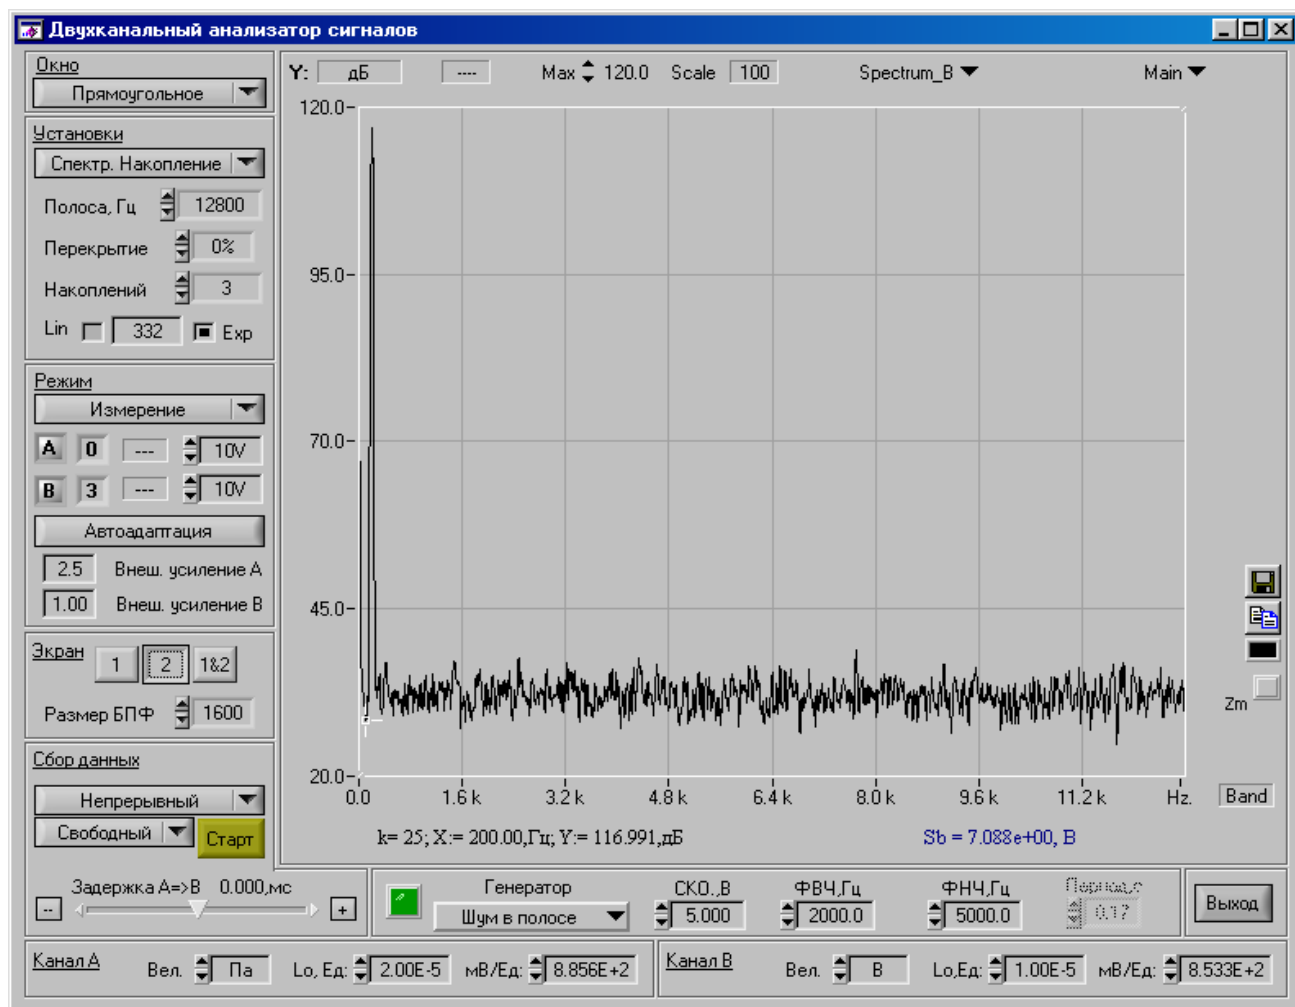 Двухканальный анализатор сигналов
Окно
Прямоугольное
Установки
Спектр. Накопление
Полоса, Гц 12800
Перекрытие 0%
Накоплений 3
Lin 332 Exp
Режим
Измерение
A 0 --- 10V
B 3 --- 10V
Автоадаптация
2.5 Внеш. усиление А
1.00 Внеш. усиление В
Экран 1 2 1&2
Размер БПФ 1600
Сбор данных
Непрерывный
Свободный Старт
Y: дБ ---- Max 120.0 Scale 100 Spectrum_B Main
120.0
95.0
70.0
45.0
20.0
0.0 1.6 k 3.2 k 4.8 k 6.4 k 8.0 k 9.6 k 11.2 k Hz.
Zm
Band
k= 25; X:= 200.00,Гц; Y:= 116.991,дБ Sb = 7.088e+00, В
Задержка А=>В 0.000,мс
-- +
Генератор СКО.,В ФВЧ,Гц ФНЧ,Гц Период,с
Шум в полосе 5.000 2000.0 5000.0 0.17
Выход
Канал А Вел. Па Lo, Ед: 2.00E-5 мВ/Ед: 8.856E+2
Канал В Вел. В Lo,Ед: 1.00E-5 мВ/Ед: 8.533E+2